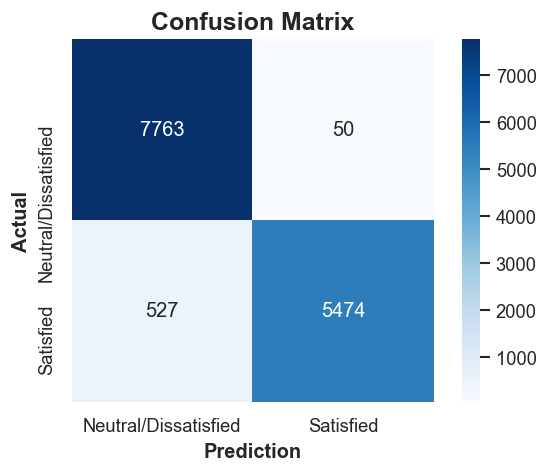 Confusion Matrix
Actual
Neutral/Dissatisfied
Satisfied
7763 50
527 5474
Neutral/Dissatisfied Satisfied
Prediction
7000
6000
5000
4000
3000
2000
1000